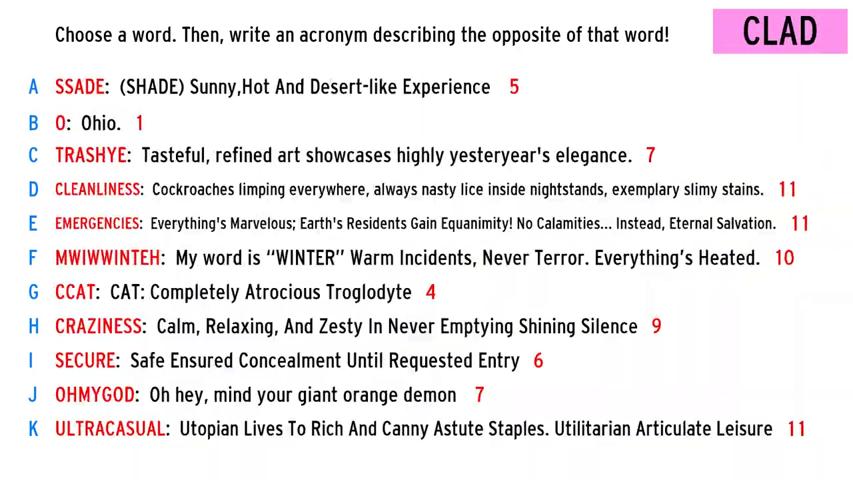 Choose a word. Then, write an acronym describing the opposite of that word!
CLAD
A SSADE: (SHADE) Sunny,Hot And Desert-like Experience 5
B O: Ohio. 1
C TRASHYE: Tasteful, refined art showcases highly yesteryear's elegance. 7
D CLEANLINESS: Cockroaches limping everywhere, always nasty lice inside nightstands, exemplary slimy stains. 11
E EMERGENCIES: Everything's Marvelous; Earth's Residents Gain Equanimity! No Calamities... Instead, Eternal Salvation. 11
F MWIWWINTEH: My word is “WINTER” Warm Incidents, Never Terror. Everything’s Heated. 10
G CCAT: CAT: Completely Atrocious Troglodyte 4
H CRAZINESS: Calm, Relaxing, And Zesty In Never Emptying Shining Silence 9
I SECURE: Safe Ensured Concealment Until Requested Entry 6
J OHMYGOD: Oh hey, mind your giant orange demon 7
K ULTRACASUAL: Utopian Lives To Rich And Canny Astute Staples. Utilitarian Articulate Leisure 11